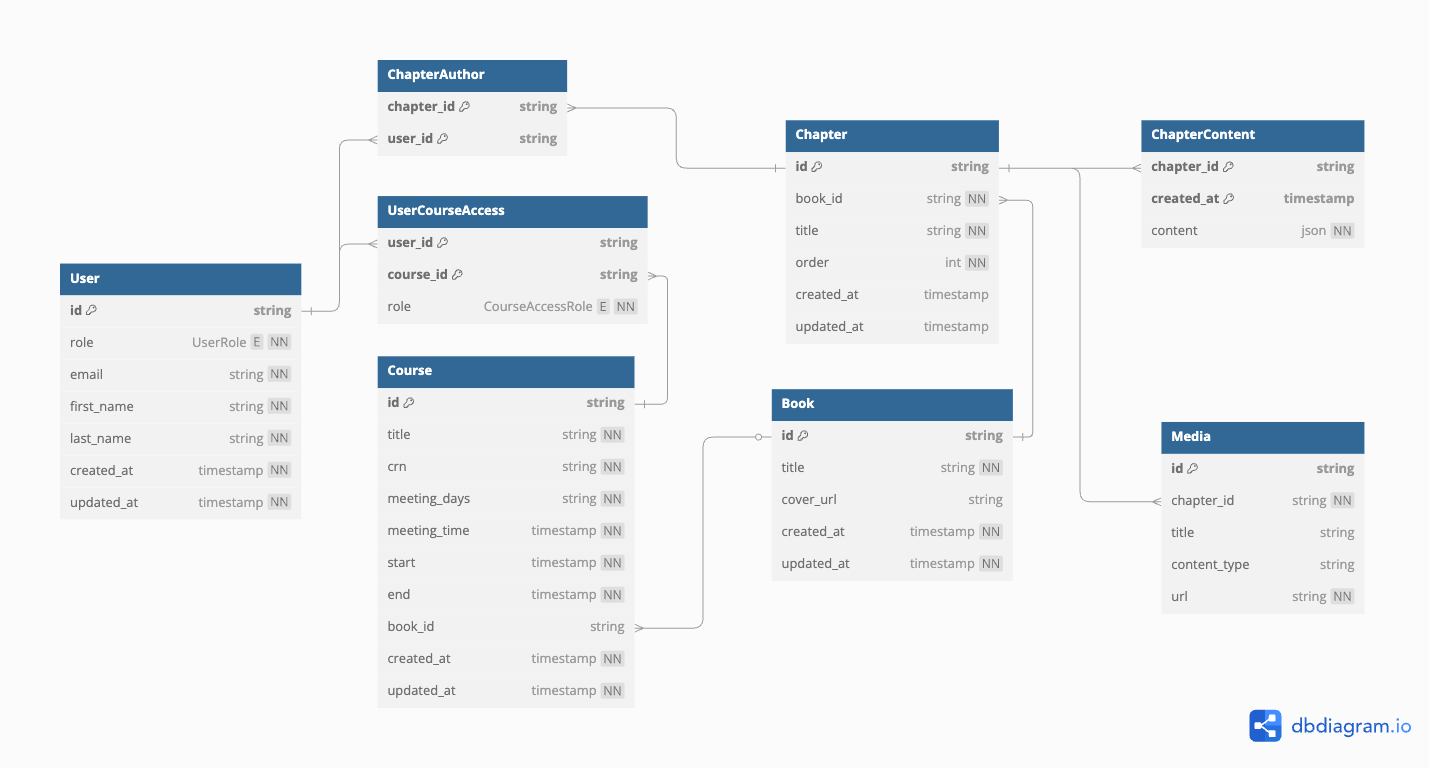 ChapterAuthor
chapter_id string
user_id string
UserCourseAccess
user_id string
course_id string
role CourseAccessRole E NN
User
id string
role UserRole E NN
email string NN
first_name string NN
last_name string NN
created_at timestamp NN
updated_at timestamp NN
Course
id string
title string NN
crn string NN
meeting_days string NN
meeting_time timestamp NN
start timestamp NN
end timestamp NN
book_id string
created_at timestamp NN
updated_at timestamp NN
Chapter
id string
book_id string NN
title string NN
order int NN
created_at timestamp
updated_at timestamp
Book
id string
title string NN
cover_url string
created_at timestamp NN
updated_at timestamp NN
ChapterContent
chapter_id string
created_at timestamp
content json NN
Media
id string
chapter_id string NN
title string
content_type string
url string NN
dbdiagram.io